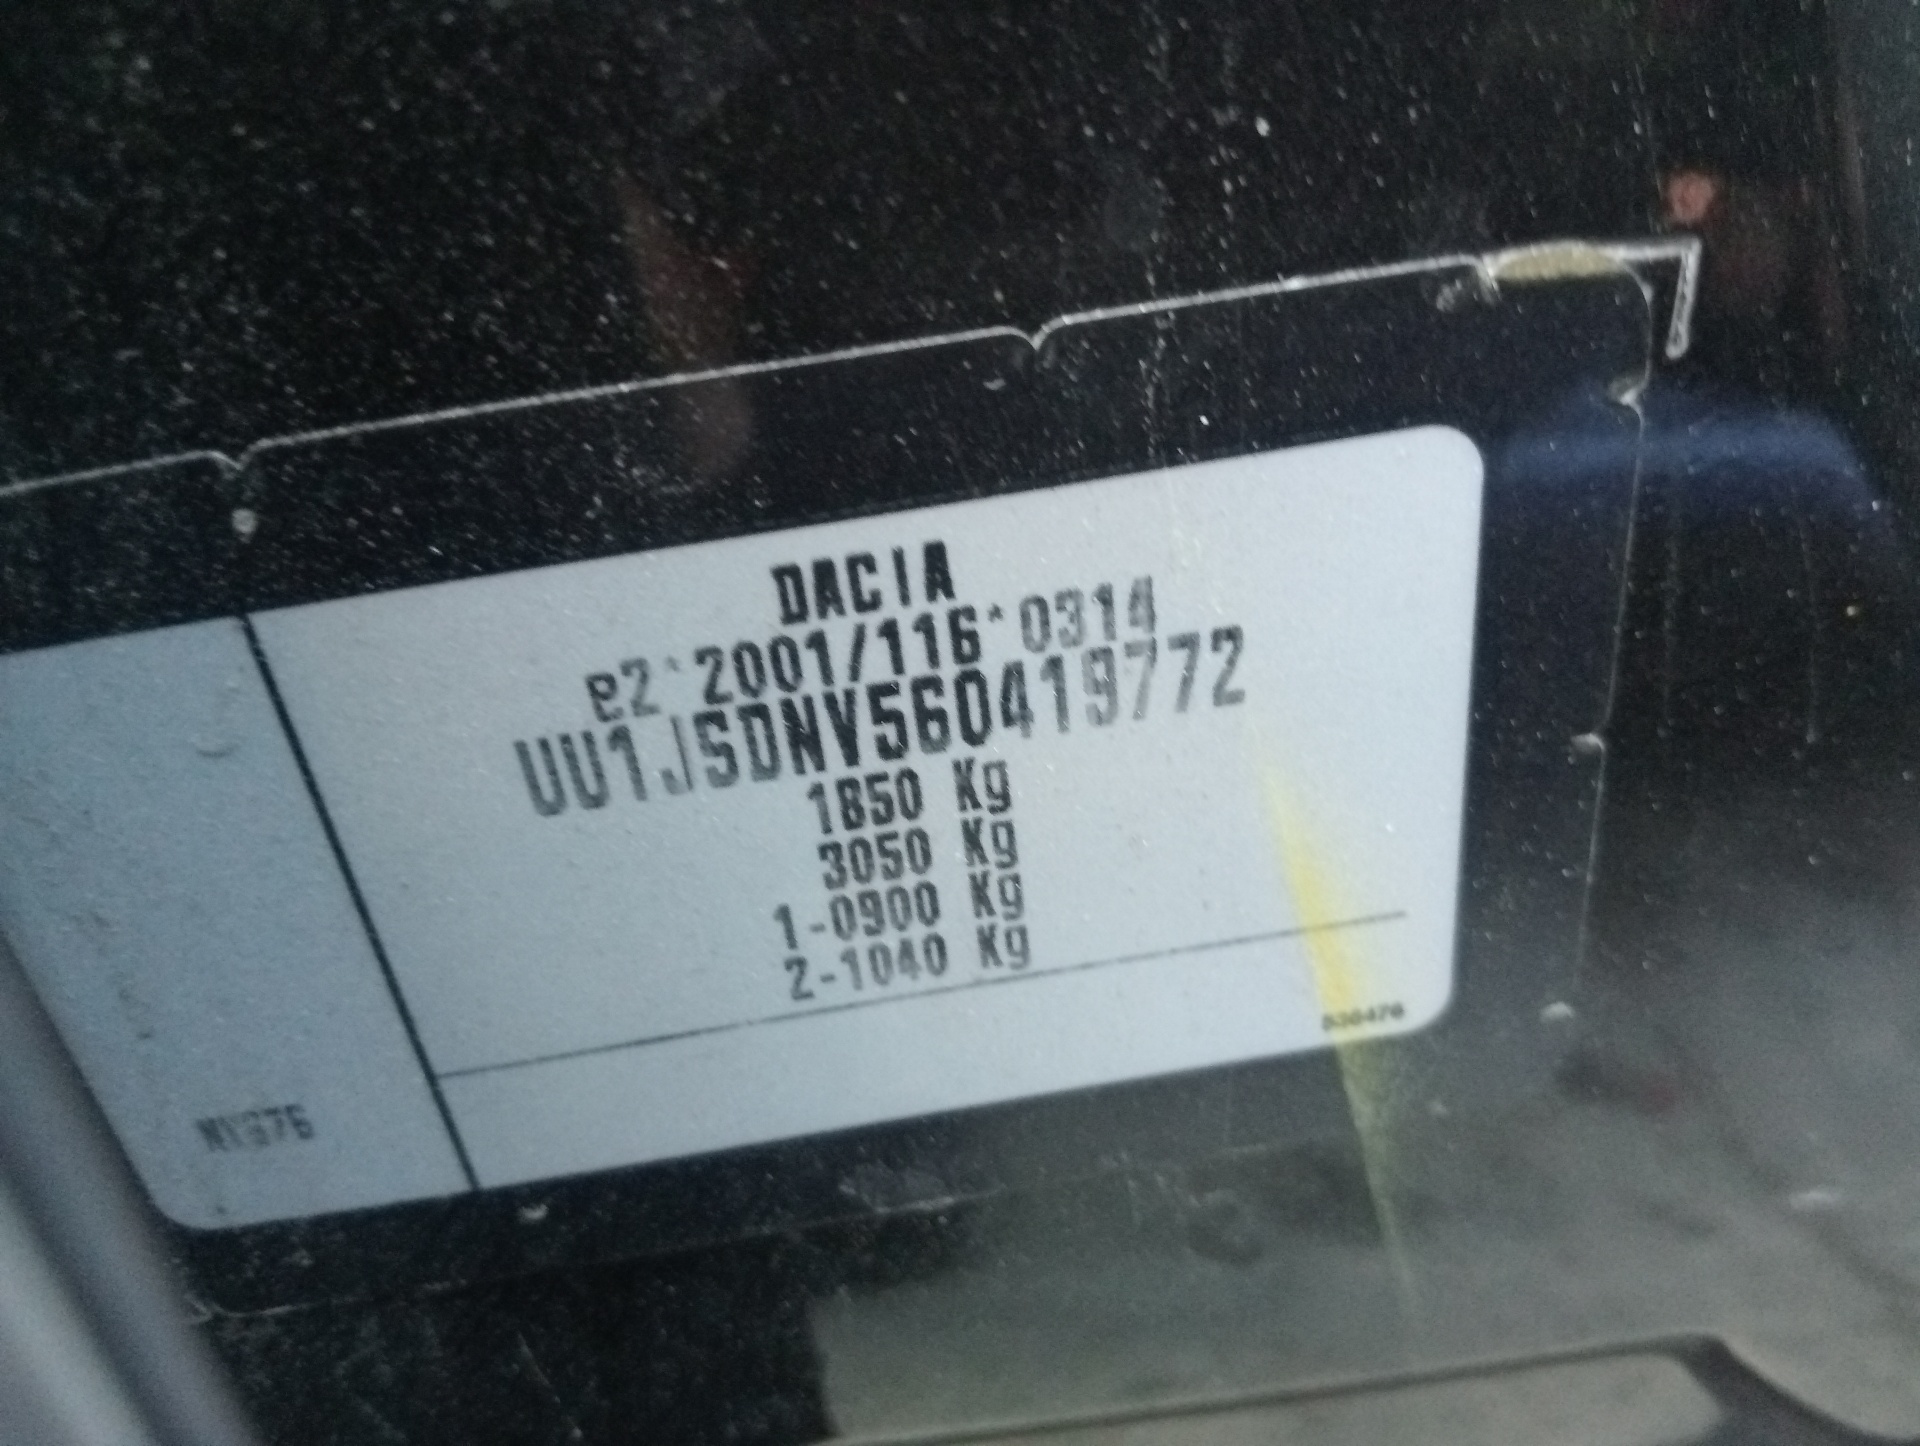 DACIA
e2*2001/116*0314
UU1JSDNV560419772
1850 Kg
3050 Kg
1-0900 Kg
2-1040 Kg